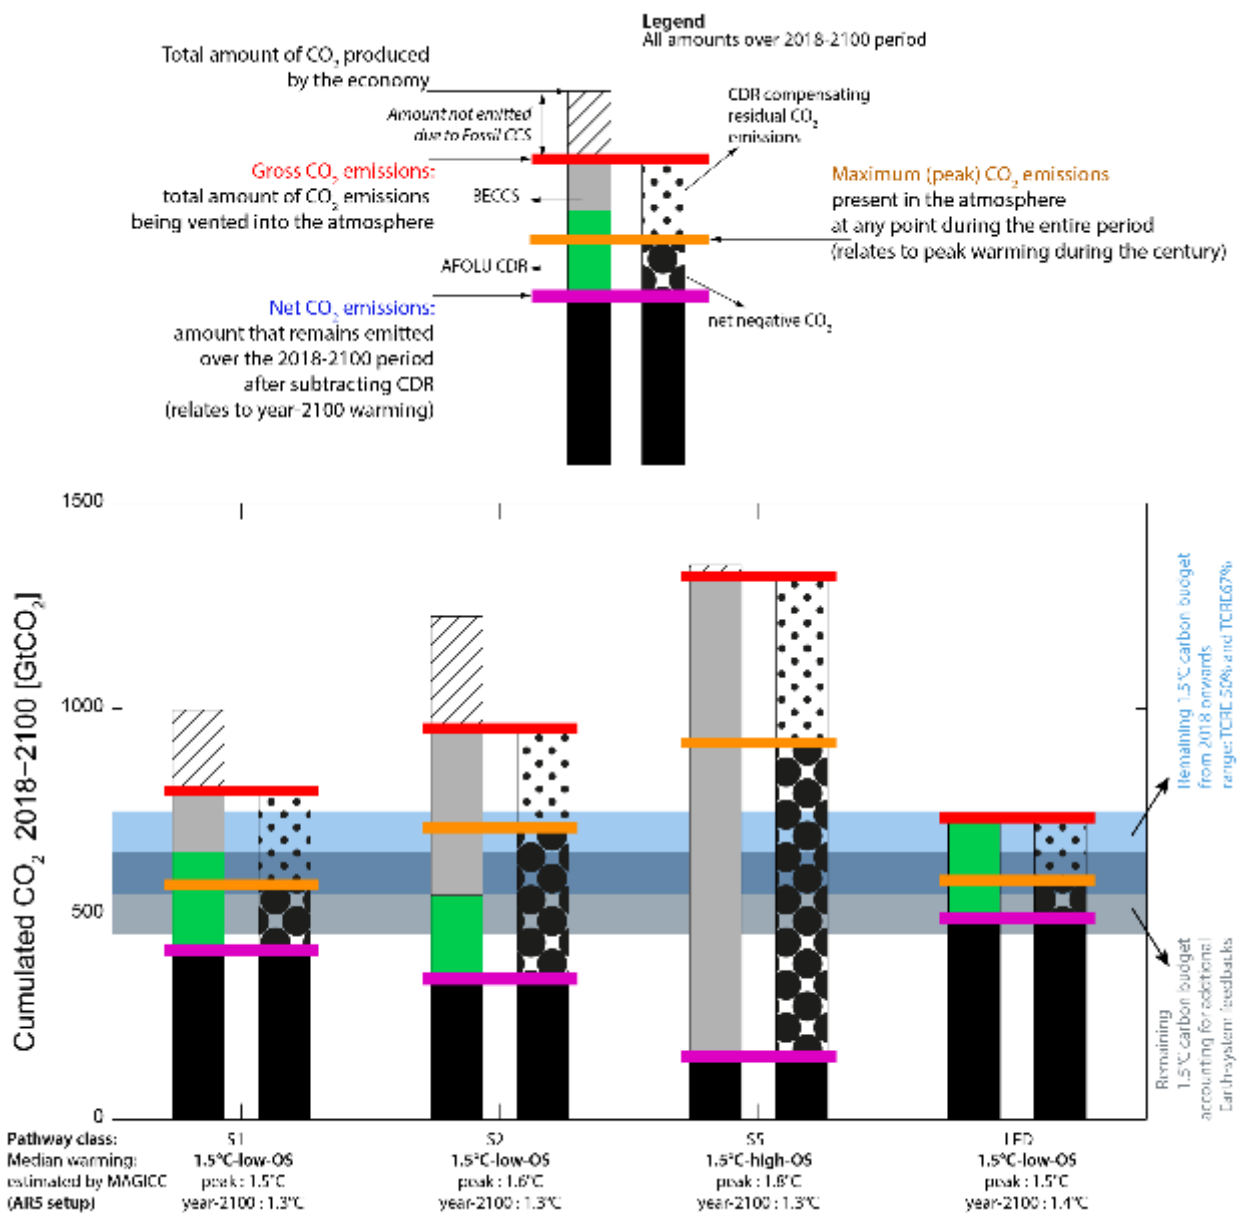 Legend
All amounts over 2018-2100 period
Total amount of CO2 produced
by the economy
Amount not emitted
due to Fossil CCS
CDR compensating
residual CO2
emissions
Gross CO2 emissions:
total amount of CO2 emissions
being vented into the atmosphere
BECCS
Maximum (peak) CO2 emissions
present in the atmosphere
at any point during the entire period
(relates to peak warming during the century)
AFOLU CDR
Net CO2 emissions:
amount that remains emitted
over the 2018-2100 period
after subtracting CDR
(relates to year-2100 warming)
net negative CO2
Cumulated CO2 2018–2100 [GtCO2]
1500
1000
500
0
Remaining 1.5°C carbon budget
from 2018 onwards
range: TCRE 50% and TCRE67%
Remaining
1.5°C carbon budget
accounting for additional
Earth-system feedbacks
Pathway class: S1 S2 S5 LED
Median warming: 1.5°C-low-OS 1.5°C-low-OS 1.5°C-high-OS 1.5°C-low-OS
estimated by MAGICC peak : 1.5°C peak : 1.6°C peak : 1.8°C peak : 1.5°C
(AR5 setup) year-2100 : 1.3°C year-2100 : 1.3°C year-2100 : 1.3°C year-2100 : 1.4°C